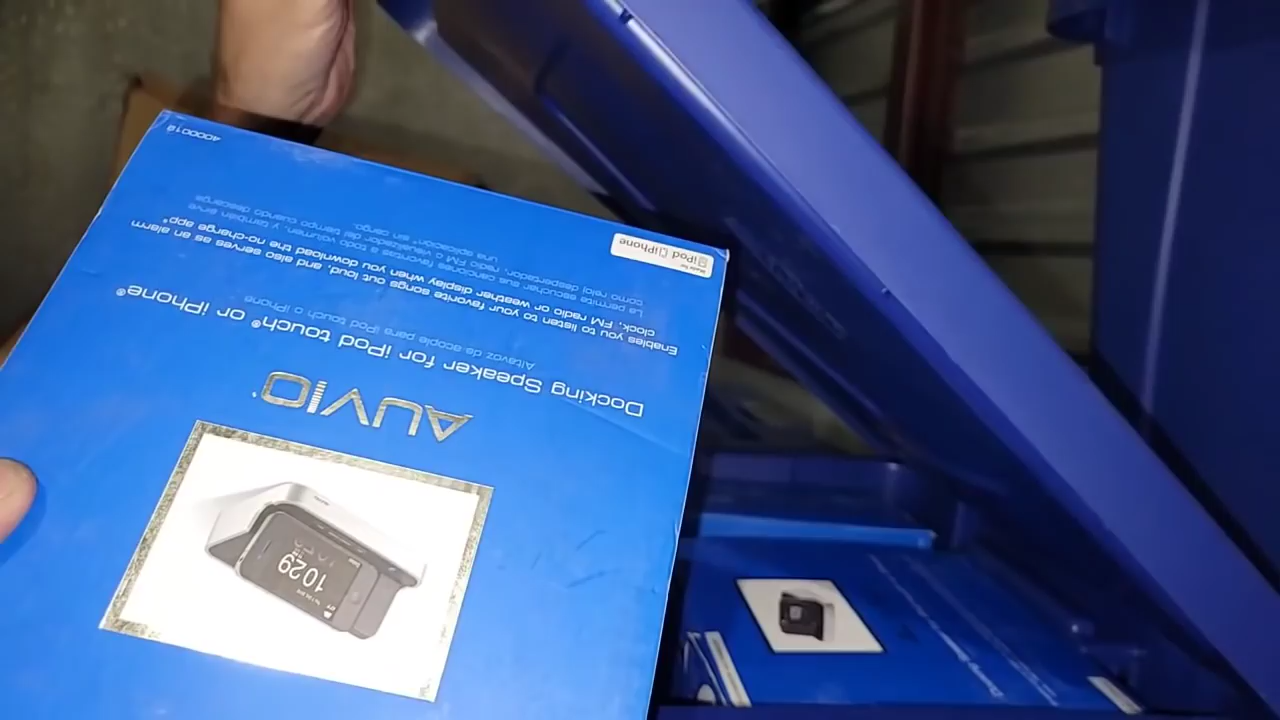 AUVIO®
Docking Speaker for iPod touch® or iPhone®
Altavoz de acople para iPod touch o iPhone
Enables you to listen to your favorite songs out loud, and also serves as an alarm
clock, FM radio or weather display when you download the no-charge app*
Le permite escuchar sus canciones favoritas a todo volumen, y también sirve
como reloj despertador, radio FM o visualizador del tiempo cuando descarga
una aplicación* sin cargo.
Made for
iPod iPhone
4000019
10:29